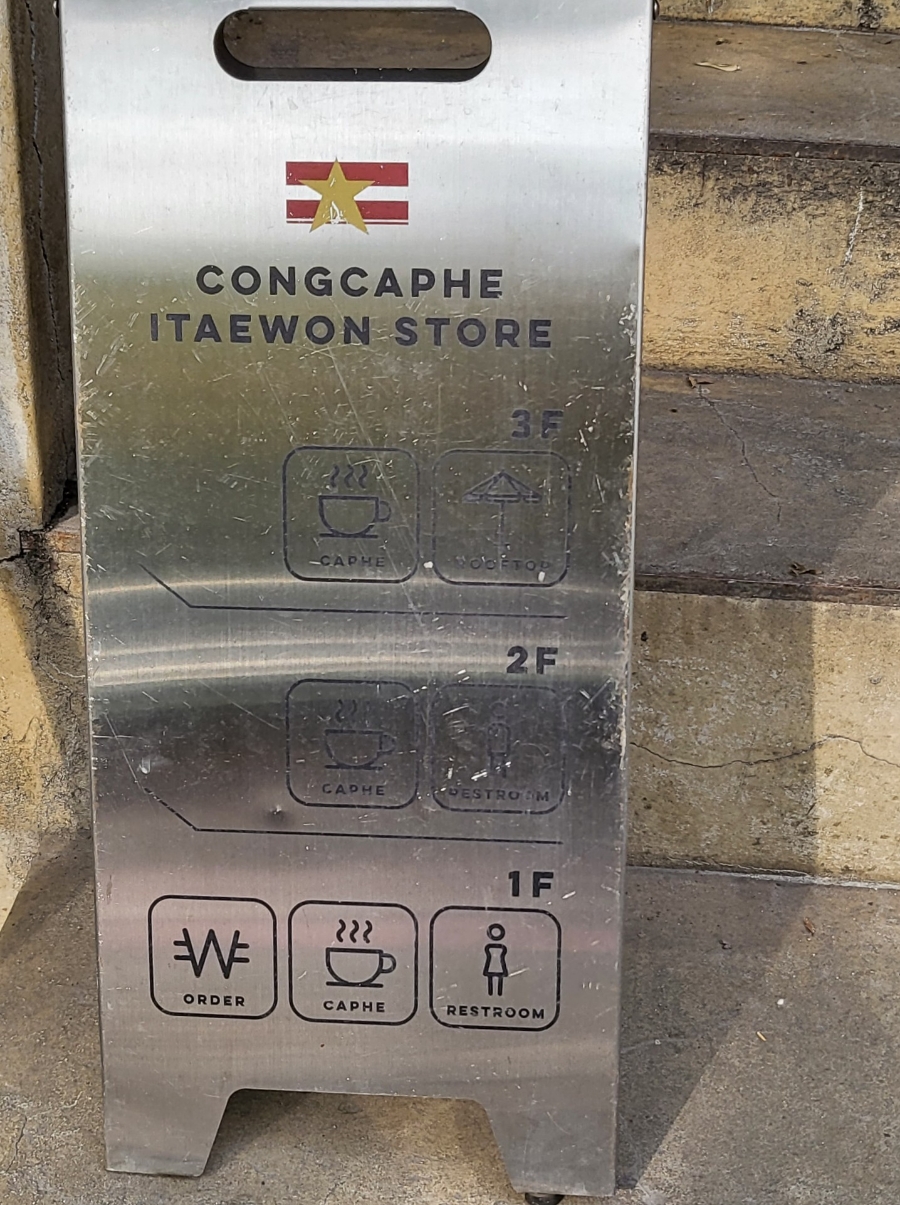 CONGCAPHE
ITAEWON STORE
3F
CAPHE ROOFTOP
2F
CAPHE RESTROOM
1F
ORDER CAPHE RESTROOM